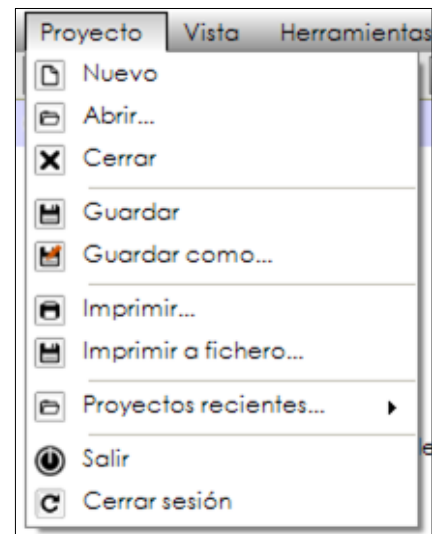 Proyecto Vista Herramientas
Nuevo
Abrir...
Cerrar
Guardar
Guardar como...
Imprimir...
Imprimir a fichero...
Proyectos recientes...
Salir
Cerrar sesión